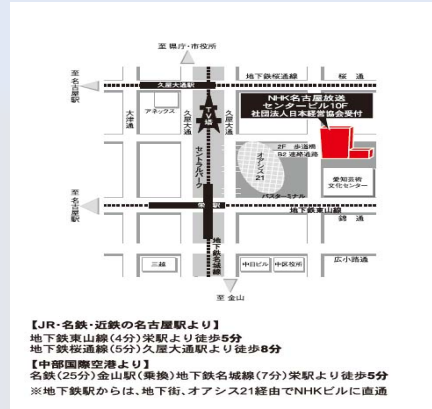 至 県庁・市役所
至名古屋駅
久屋大通駅
地下鉄桜通線
桜 通
大津通
アネックス
久屋大通
TV塔
久屋大通
NHK名古屋放送
センタービル10F
社団法人日本経営協会受付
セントラルパーク
オアシス21
2F 歩道橋
B2 連絡通路
愛知芸術
文化センター
バスターミナル
至名古屋駅
栄駅
地下鉄東山線
錦 通
地下鉄名城線
三越
中日ビル
中区役所
広小路通
至 金山
【JR・名鉄・近鉄の名古屋駅より】
地下鉄東山線(4分)栄駅より徒歩5分
地下鉄桜通線(5分)久屋大通駅より徒歩8分
【中部国際空港より】
名鉄(25分)金山駅(乗換)地下鉄名城線(7分)栄駅より徒歩5分
※地下鉄駅からは、地下街、オアシス21経由でNHKビルに直通